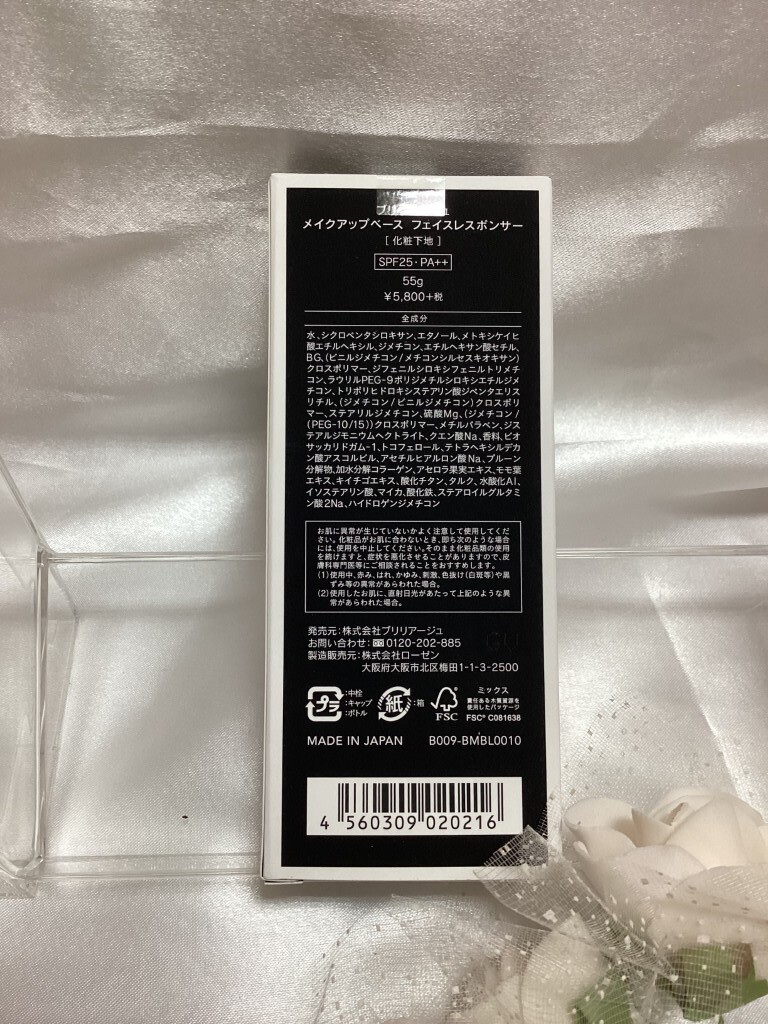 メイクアップベース フェイスレスポンサー
[ 化粧下地 ]
SPF25・PA++
55g
¥5,800+税
全成分
水、シクロペンタシロキサン、エタノール、メトキシケイヒ
酸エチルヘキシル、ジメチコン、エチルヘキサン酸セチル、
BG、(ビニルジメチコン/メチコンシルセスキオキサン)
クロスポリマー、ジフェニルシロキシフェニルトリメチ
コン、ラウリルPEG-9ポリジメチルシロキシエチルジメ
チコン、トリポリヒドロキシステアリン酸ジペンタエリス
リチル、(ジメチコン/ビニルジメチコン)クロスポリ
マー、ステアリルジメチコン、硫酸Mg、(ジメチコン/
(PEG-10/15))クロスポリマー、メチルパラベン、ジス
テアルジモニウムヘクトライト、クエン酸Na、香料、ビオ
サッカリドガム-1、トコフェロール、テトラヘキシルデカ
ン酸アスコルビル、アセチルヒアルロン酸Na、プルーン
分解物、加水分解コラーゲン、アセロラ果実エキス、モモ葉
エキス、キイチゴエキス、酸化チタン、タルク、水酸化Al、
イソステアリン酸、マイカ、酸化鉄、ステアロイルグルタミ
ン酸2Na、ハイドロゲンジメチコン
お肌に異常が生じていないかよく注意して使用してくだ
さい。化粧品がお肌に合わないとき、即ち次のような場合
には、使用を中止してください。そのまま化粧品類の使用
を続けますと、症状を悪化させることがありますので、皮
膚科専門医等にご相談されることをおすすめします。
(1)使用中、赤み、はれ、かゆみ、刺激、色抜け(白斑等)や黒
ずみ等の異常があらわれた場合。
(2)使用したお肌に、直射日光があたって上記のような異
常があらわれた場合。
発売元:株式会社ブリリアージュ
お問い合わせ: 0120-202-885
製造販売元:株式会社ローゼン
大阪府大阪市北区梅田1-1-3-2500
プラ :中栓 :キャップ :ボトル
紙 :箱
FSC ミックス
責任ある木質資源を
使用したパッケージ
FSC® C081638
MADE IN JAPAN B009-BMBL0010
4 560309 020216